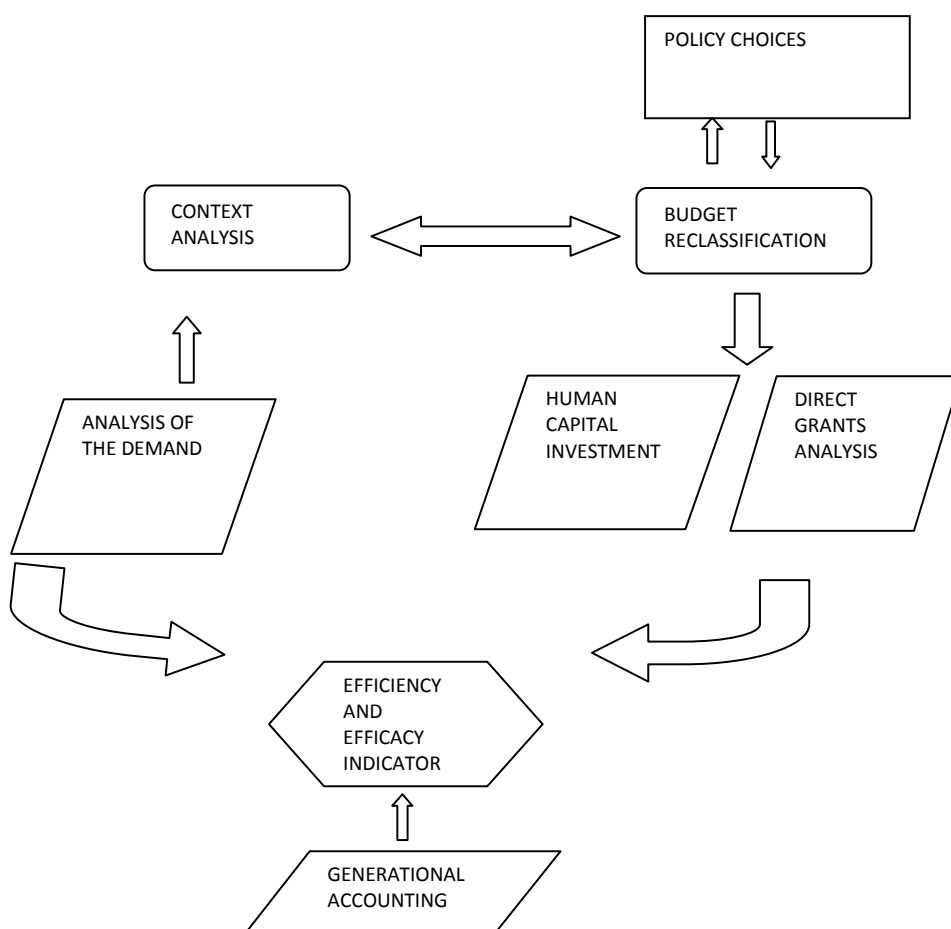 POLICY CHOICES
CONTEXT
ANALYSIS
BUDGET
RECLASSIFICATION
ANALYSIS OF
THE DEMAND
HUMAN
CAPITAL
INVESTMENT
DIRECT
GRANTS
ANALYSIS
EFFICIENCY
AND
EFFICACY
INDICATOR
GENERATIONAL
ACCOUNTING